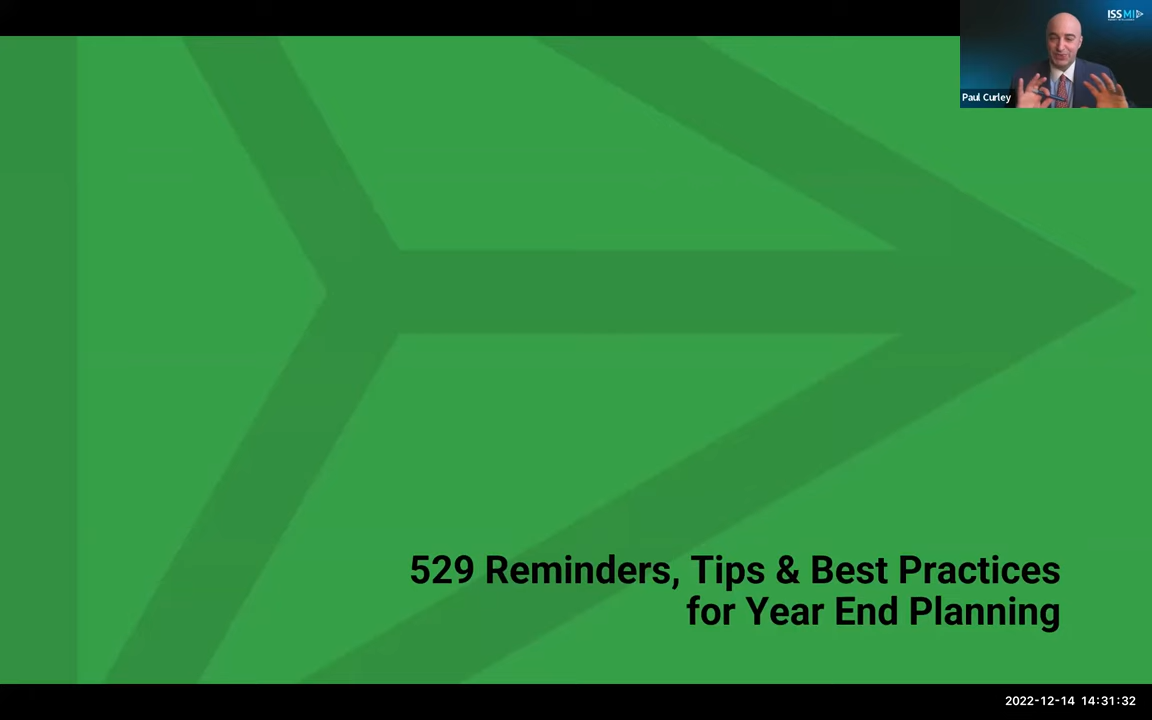 ISS MI
Paul Curley
529 Reminders, Tips & Best Practices
for Year End Planning
2022-12-14 14:31:32